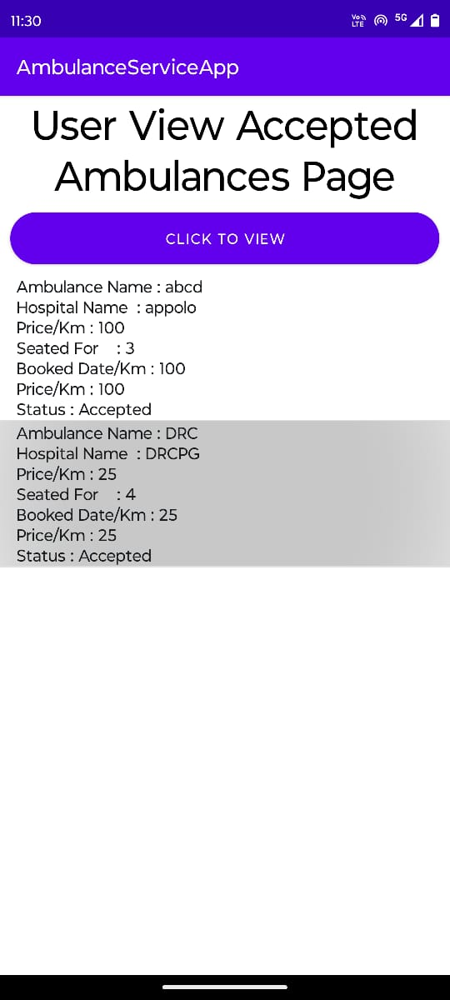 11:30
Vo LTE 5G
AmbulanceServiceApp
User View Accepted
Ambulances Page
CLICK TO VIEW
Ambulance Name : abcd
Hospital Name  : appolo
Price/Km : 100
Seated For    : 3
Booked Date/Km : 100
Price/Km : 100
Status : Accepted
Ambulance Name : DRC
Hospital Name  : DRCPG
Price/Km : 25
Seated For    : 4
Booked Date/Km : 25
Price/Km : 25
Status : Accepted